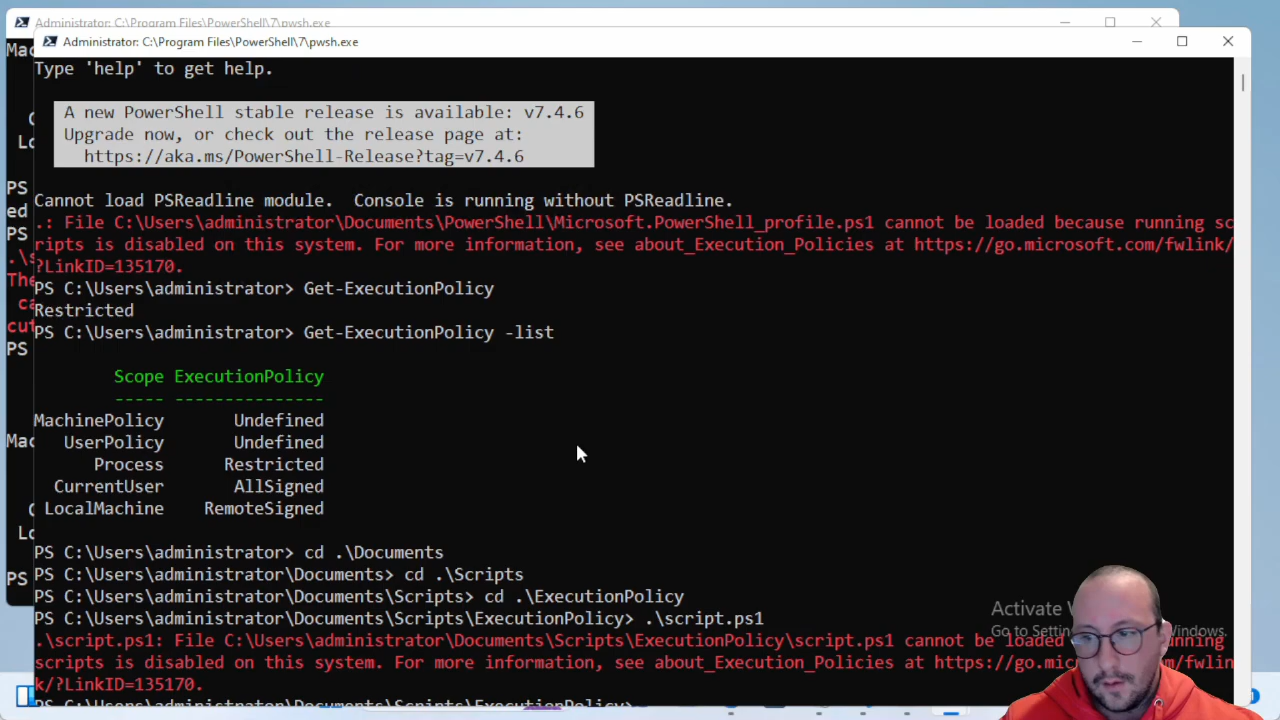 Administrator: C:\Program Files\PowerShell\7\pwsh.exe
Administrator: C:\Program Files\PowerShell\7\pwsh.exe
Type 'help' to get help.
A new PowerShell stable release is available: v7.4.6
Upgrade now, or check out the release page at:
https://aka.ms/PowerShell-Release?tag=v7.4.6
Cannot load PSReadline module.  Console is running without PSReadline.
.: File C:\Users\administrator\Documents\PowerShell\Microsoft.PowerShell_profile.ps1 cannot be loaded because running sc
ripts is disabled on this system. For more information, see about_Execution_Policies at https://go.microsoft.com/fwlink/
?LinkID=135170.
PS C:\Users\administrator> Get-ExecutionPolicy
Restricted
PS C:\Users\administrator> Get-ExecutionPolicy -list
Scope ExecutionPolicy
----- ---------------
MachinePolicy Undefined
UserPolicy Undefined
Process Restricted
CurrentUser AllSigned
LocalMachine RemoteSigned
PS C:\Users\administrator> cd .\Documents
PS C:\Users\administrator\Documents> cd .\Scripts
PS C:\Users\administrator\Documents\Scripts> cd .\ExecutionPolicy
PS C:\Users\administrator\Documents\Scripts\ExecutionPolicy> .\script.ps1
.\script.ps1: File C:\Users\administrator\Documents\Scripts\ExecutionPolicy\script.ps1 cannot be loaded
scripts is disabled on this system. For more information, see about_Execution_Policies at
k/?LinkID=135170.
PS C:\Users\administrator\Documents\Scripts\ExecutionPolicy>
Activate
Go to